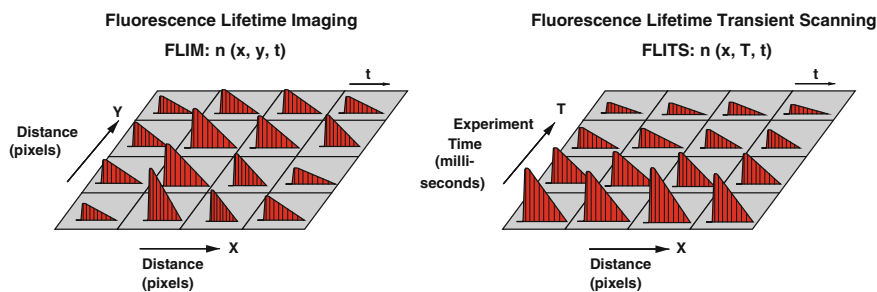 Fluorescence Lifetime Imaging
FLIM: n (x, y, t)
t
Y
Distance
(pixels)
X
Distance
(pixels)
Fluorescence Lifetime Transient Scanning
FLITS: n (x, T, t)
t
T
Experiment
Time
(milli-
seconds)
X
Distance
(pixels)